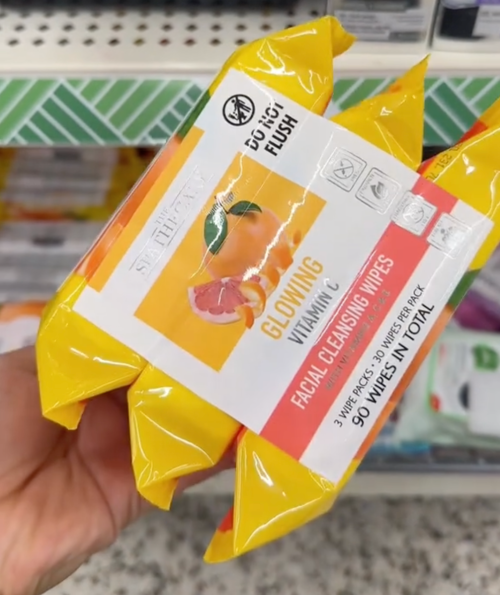 DO NOT
FLUSH
THE
GLOWING
VITAMIN C
FACIAL CLEANSING WIPES
3 WIPE PACKS • 30 WIPES PER PACK
90 WIPES IN TOTAL